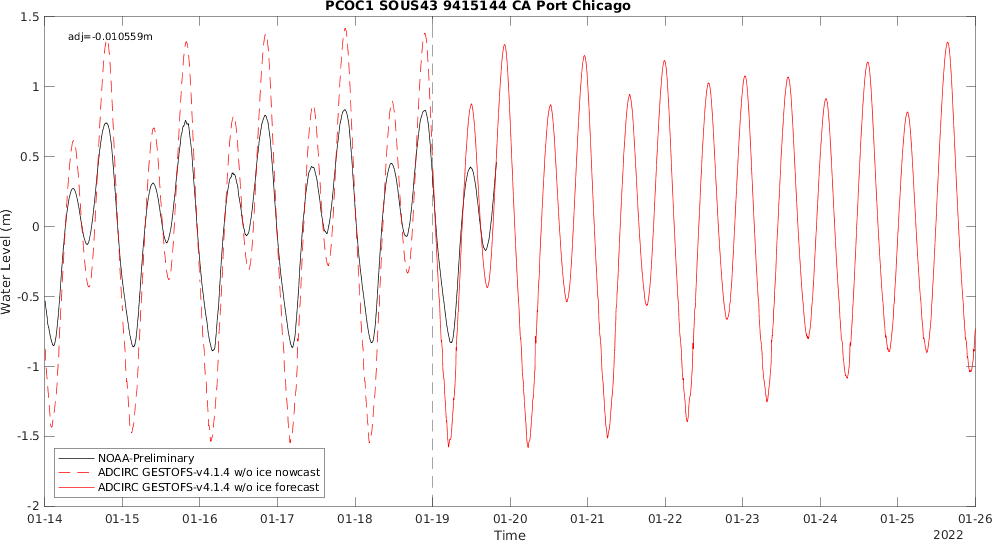 PCOC1 SOUS43 9415144 CA Port Chicago
adj=-0.010559m
1.5
1
0.5
0
-0.5
-1
-1.5
-2
Water Level (m)
NOAA-Preliminary
ADCIRC GESTOFS-v4.1.4 w/o ice nowcast
ADCIRC GESTOFS-v4.1.4 w/o ice forecast
01-14 01-15 01-16 01-17 01-18 01-19 01-20 01-21 01-22 01-23 01-24 01-25 01-26
Time
2022